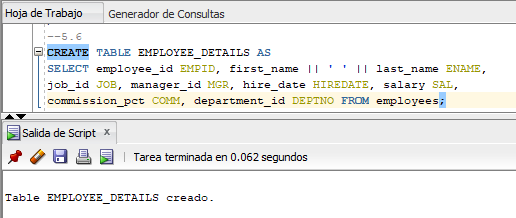 Hoja de Trabajo Generador de Consultas
--5.6
CREATE TABLE EMPLOYEE_DETAILS AS
SELECT employee_id EMPID, first_name || ' ' || last_name ENAME,
job_id JOB, manager_id MGR, hire_date HIREDATE, salary SAL,
commission_pct COMM, department_id DEPTNO FROM employees;
Salida de Script x
Tarea terminada en 0.062 segundos
Table EMPLOYEE_DETAILS creado.